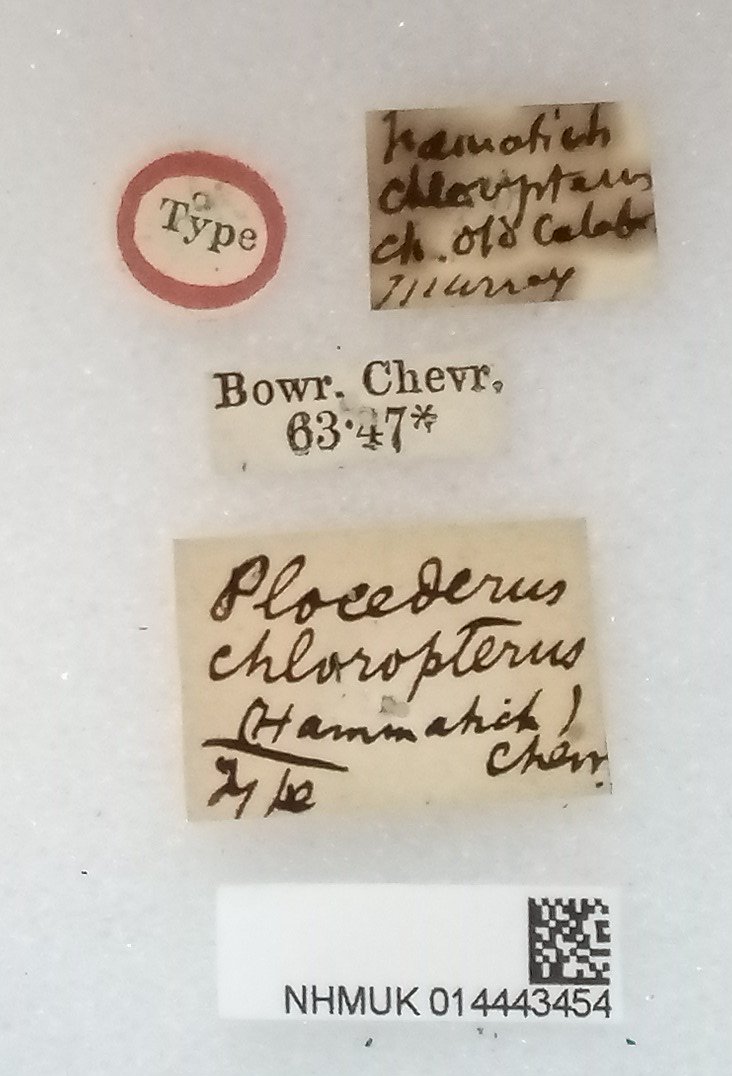 Type
Hamatich
chloropterus
ch. old Calabar
Murray
Bowr. Chevr.
63.47*
Plocederus
chloropterus
(Hammatich)
Chevr.
Type
NHMUK 014443454